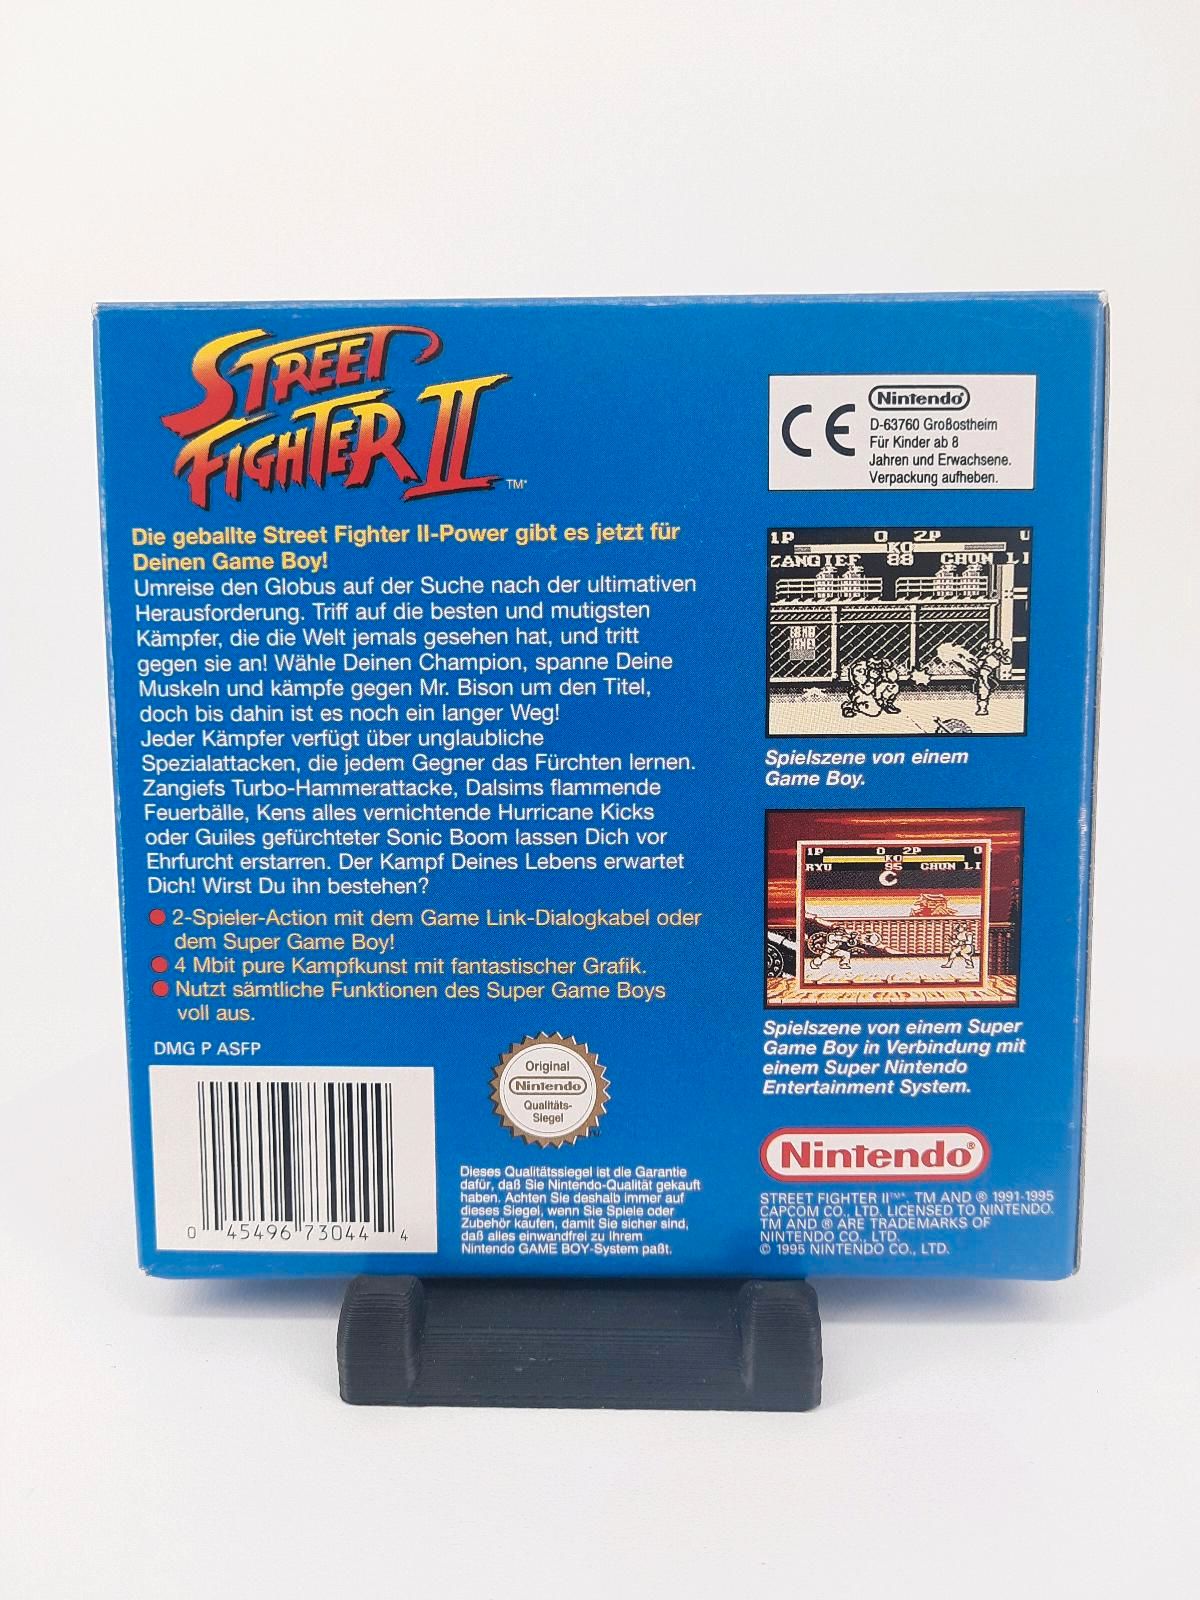 STREET
FIGHTER II
TM
Die geballte Street Fighter II-Power gibt es jetzt für
Deinen Game Boy!
Umreise den Globus auf der Suche nach der ultimativen
Herausforderung. Triff auf die besten und mutigsten
Kämpfer, die die Welt jemals gesehen hat, und tritt
gegen sie an! Wähle Deinen Champion, spanne Deine
Muskeln und kämpfe gegen Mr. Bison um den Titel,
doch bis dahin ist es noch ein langer Weg!
Jeder Kämpfer verfügt über unglaubliche
Spezialattacken, die jedem Gegner das Fürchten lernen.
Zangiefs Turbo-Hammerattacke, Dalsims flammende
Feuerbälle, Kens alles vernichtende Hurricane Kicks
oder Guiles gefürchteter Sonic Boom lassen Dich vor
Ehrfurcht erstarren. Der Kampf Deines Lebens erwartet
Dich! Wirst Du ihn bestehen?
2-Spieler-Action mit dem Game Link-Dialogkabel oder
dem Super Game Boy!
4 Mbit pure Kampfkunst mit fantastischer Grafik.
Nutzt sämtliche Funktionen des Super Game Boys
voll aus.
DMG P ASFP
0 45496 73044 4
Original
Nintendo
Qualitäts-
Siegel
Dieses Qualitätssiegel ist die Garantie
dafür, daß Sie Nintendo-Qualität gekauft
haben. Achten Sie deshalb immer auf
dieses Siegel, wenn Sie Spiele oder
Zubehör kaufen, damit Sie sicher sind,
daß alles einwandfrei zu Ihrem
Nintendo GAME BOY-System paßt.
CE
Nintendo
D-63760 Großostheim
Für Kinder ab 8
Jahren und Erwachsene.
Verpackung aufheben.
1P 0 2P
KO
ZANGIEF 88 CHUN LI
Spielszene von einem
Game Boy.
1P 0 2P 0
KO
RYU 95 CHUN LI
Spielszene von einem Super
Game Boy in Verbindung mit
einem Super Nintendo
Entertainment System.
Nintendo®
STREET FIGHTER II™, TM AND ® 1991-1995
CAPCOM CO., LTD. LICENSED TO NINTENDO.
TM AND ® ARE TRADEMARKS OF
NINTENDO CO., LTD.
© 1995 NINTENDO CO., LTD.